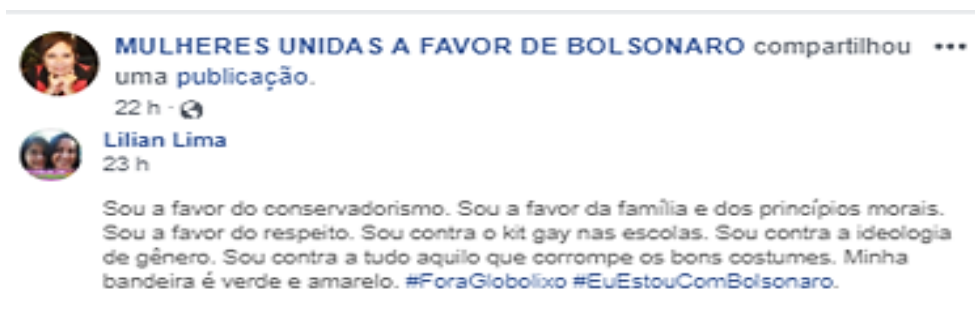 MULHERES UNIDAS A FAVOR DE BOLSONARO compartilhou ...
uma publicação.
22 h ·
Lilian Lima
23 h
Sou a favor do conservadorismo. Sou a favor da família e dos princípios morais.
Sou a favor do respeito. Sou contra o kit gay nas escolas. Sou contra a ideologia
de gênero. Sou contra a tudo aquilo que corrompe os bons costumes. Minha
bandeira é verde e amarelo. #ForaGlobolixo #EuEstouComBolsonaro.